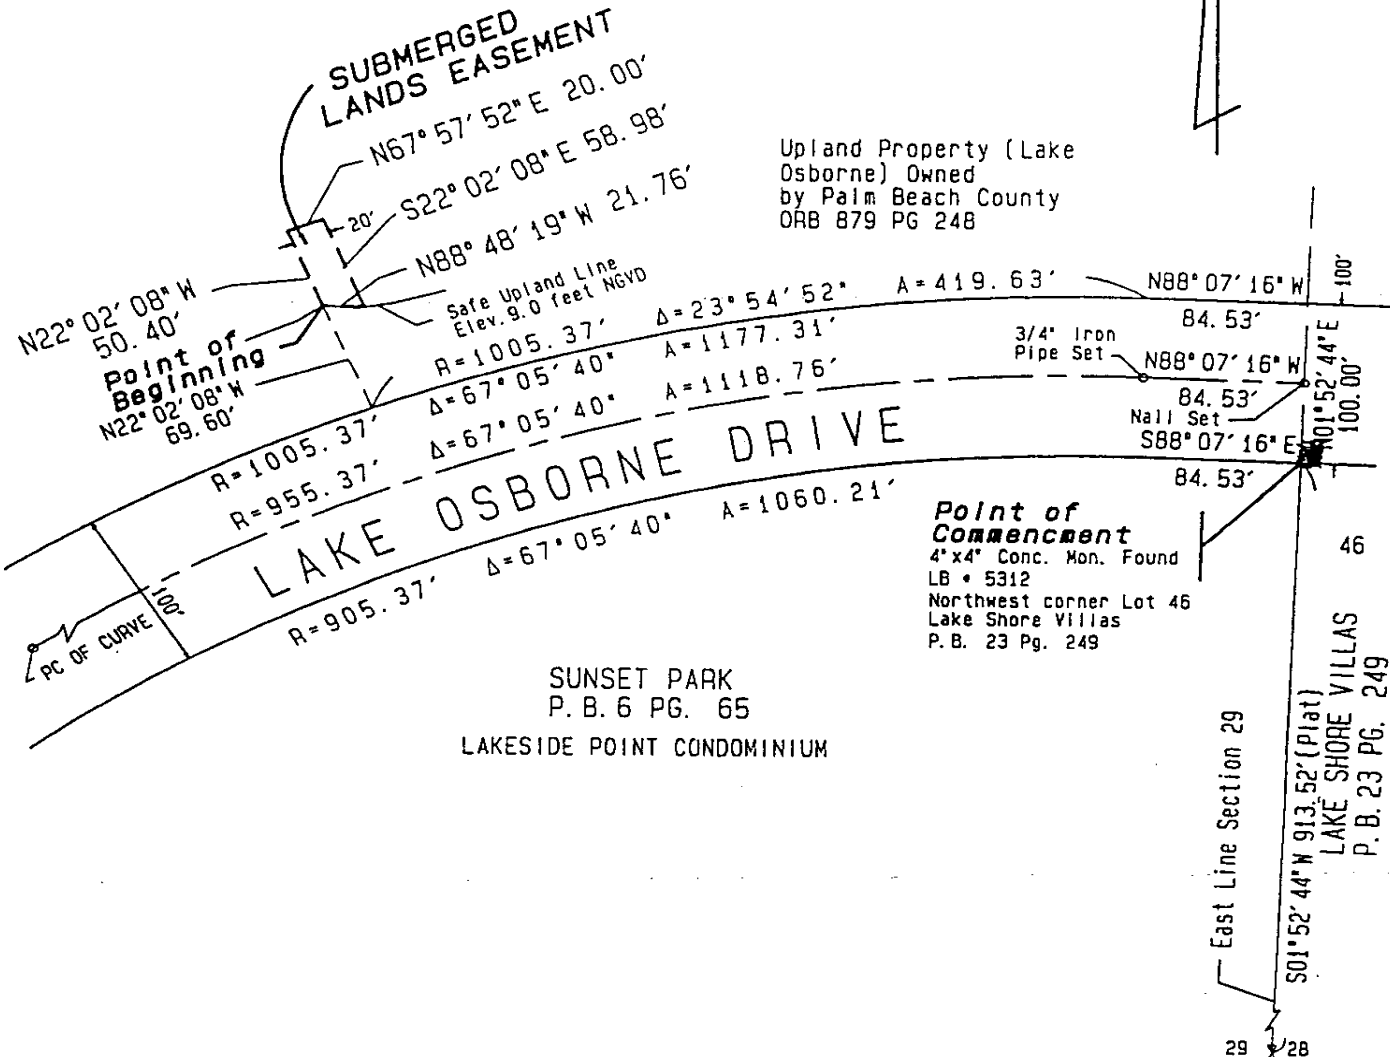 SUBMERGED
LANDS EASEMENT
N67° 57' 52" E 20.00'
S22° 02' 08" E 58.98'
20'
N88° 48' 19" W 21.76'
N22° 02' 08" W
50.40'
Point of
Beginning
N22° 02' 08" W
69.60'
Safe Upland Line
Elev. 9.0 feet NGVD
Upland Property (Lake
Osborne) Owned
by Palm Beach County
ORB 879 PG 248
R=1005.37' Δ=23° 54' 52" A=419.63'
N88° 07' 16" W
84.53'
100'
R=1005.37' Δ=67° 05' 40" A=1177.31'
3/4" Iron
Pipe Set
N88° 07' 16" W
84.53'
Nail Set
N01° 52' 44" E
100.00'
R=955.37' Δ=67° 05' 40" A=1118.76'
S88° 07' 16" E
84.53'
LAKE OSBORNE DRIVE
R=905.37' Δ=67° 05' 40" A=1060.21'
100'
PC OF CURVE
Point of
Commencement
4"x4" Conc. Mon. Found
LB # 5312
Northwest corner Lot 46
Lake Shore Villas
P.B. 23 Pg. 249
46
SUNSET PARK
P.B. 6 PG. 65
LAKESIDE POINT CONDOMINIUM
East Line Section 29
S01° 52' 44" W 913.52' (Plat)
LAKE SHORE VILLAS
P.B. 23 PG. 249
29 28